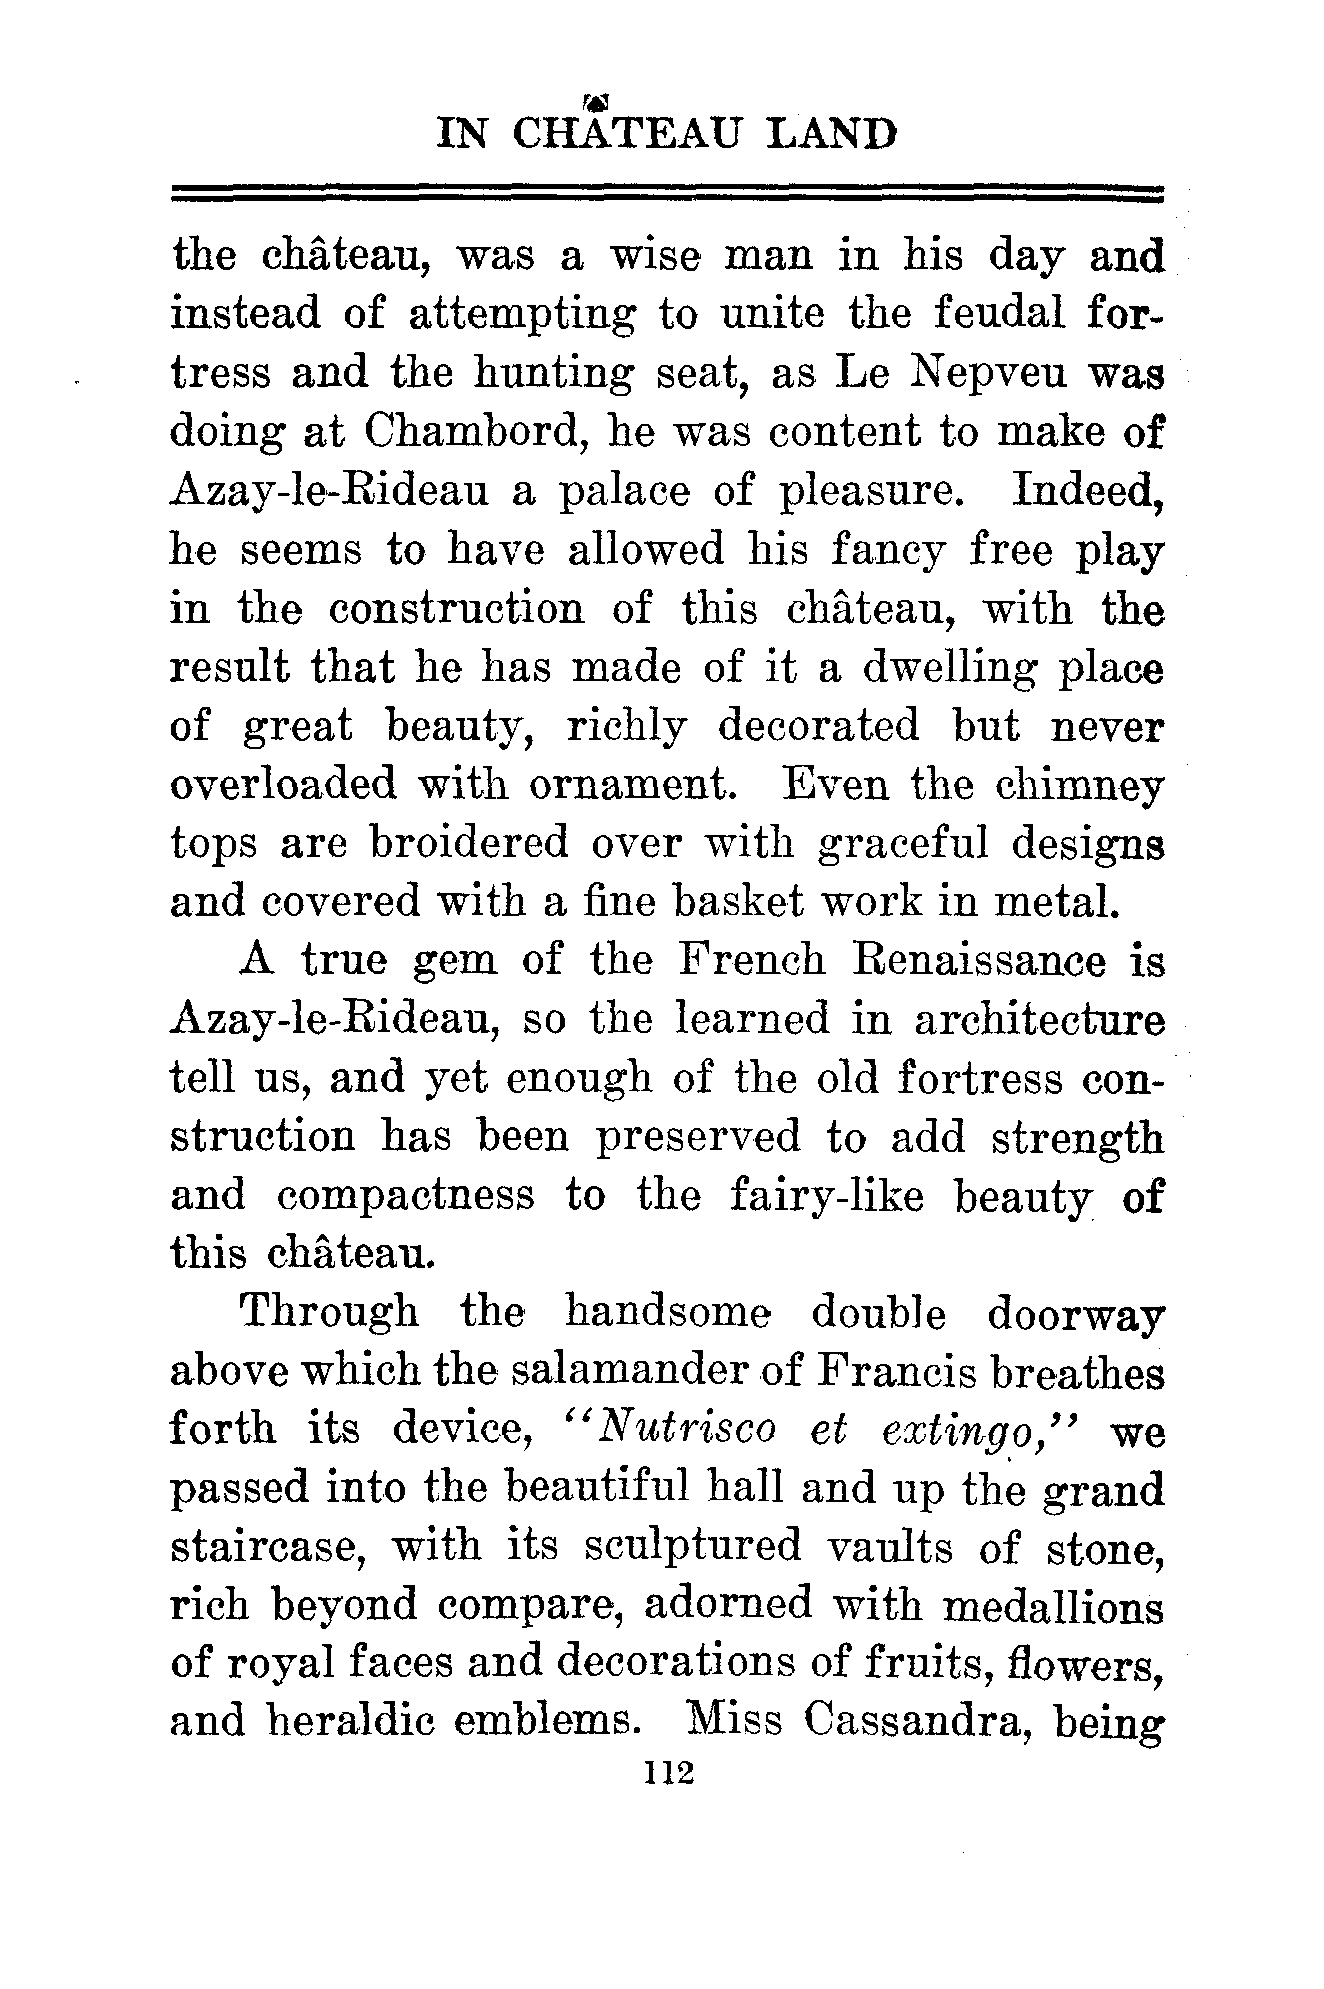 IN CHÂTEAU LAND
the château, was a wise man in his day and
instead of attempting to unite the feudal for-
tress and the hunting seat, as Le Nepveu was
doing at Chambord, he was content to make of
Azay-le-Rideau a palace of pleasure. Indeed,
he seems to have allowed his fancy free play
in the construction of this château, with the
result that he has made of it a dwelling place
of great beauty, richly decorated but never
overloaded with ornament. Even the chimney
tops are broidered over with graceful designs
and covered with a fine basket work in metal.
A true gem of the French Renaissance is
Azay-le-Rideau, so the learned in architecture
tell us, and yet enough of the old fortress con-
struction has been preserved to add strength
and compactness to the fairy-like beauty of
this château.
Through the handsome double doorway
above which the salamander of Francis breathes
forth its device, “Nutrisco et extingo,” we
passed into the beautiful hall and up the grand
staircase, with its sculptured vaults of stone,
rich beyond compare, adorned with medallions
of royal faces and decorations of fruits, flowers,
and heraldic emblems. Miss Cassandra, being
112